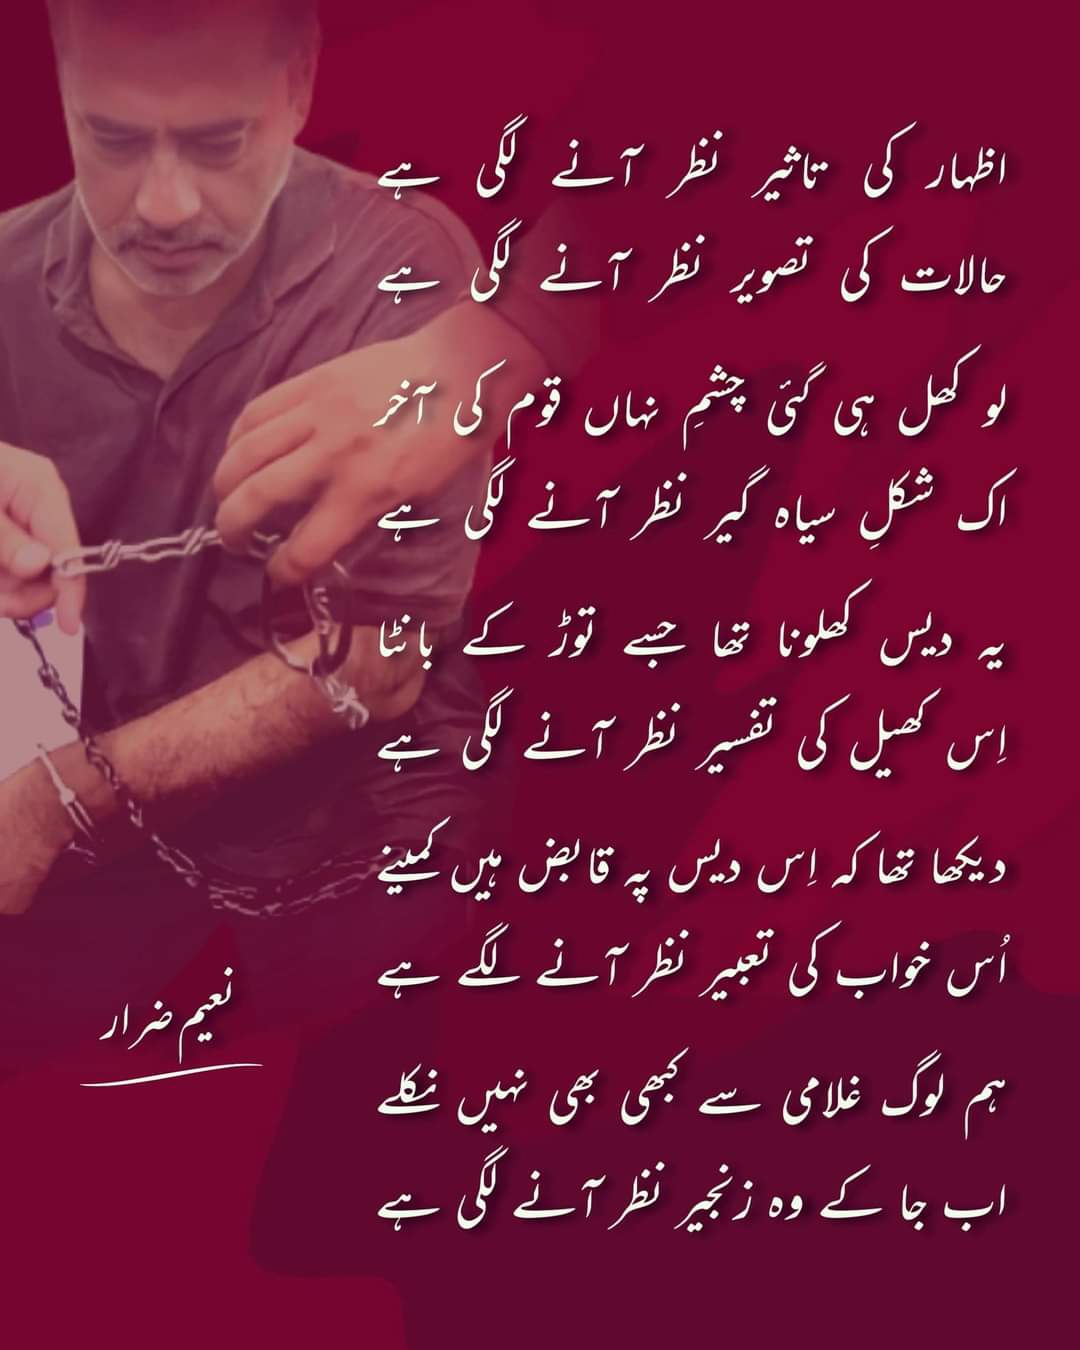 اظہار کی تاثیر نظر آنے لگی ہے
حالات کی تصویر نظر آنے لگی ہے
لو کھل ہی گئی چشمِ نہاں قوم کی آخر
اک شکلِ سیاہ گیر نظر آنے لگی ہے
یہ دیس کھلونا تھا جسے توڑ کے بانٹا
اِس کھیل کی تفسیر نظر آنے لگی ہے
دیکھا تھا کہ اِس دیس پہ قابض ہیں کمینے
اُس خواب کی تعبیر نظر آنے لگے ہے
ہم لوگ غلامی سے کبھی بھی نہیں نکلے
اب جا کے وہ زنجیر نظر آنے لگی ہے
نعیم ضرار